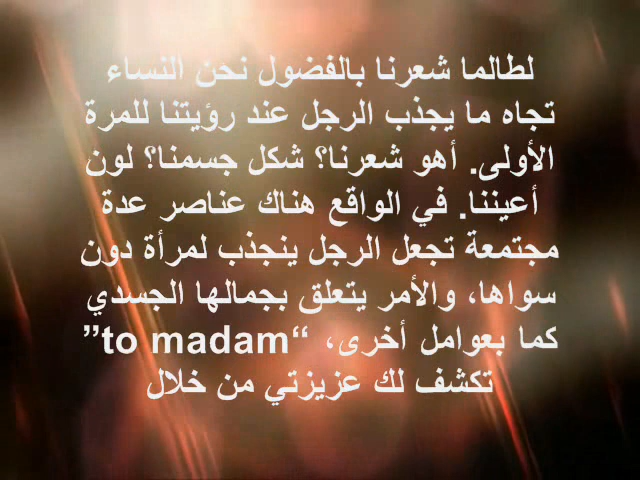 لطالما شعرنا بالفضول نحن النساء
تجاه ما يجذب الرجل عند رؤيتنا للمرة
الأولى. أهو شعرنا؟ شكل جسمنا؟ لون
أعيننا. في الواقع هناك عناصر عدة
مجتمعة تجعل الرجل ينجذب لمرأة دون
سواها، والأمر يتعلق بجمالها الجسدي
كما بعوامل أخرى، “to madam”
تكشف لك عزيزتي من خلال